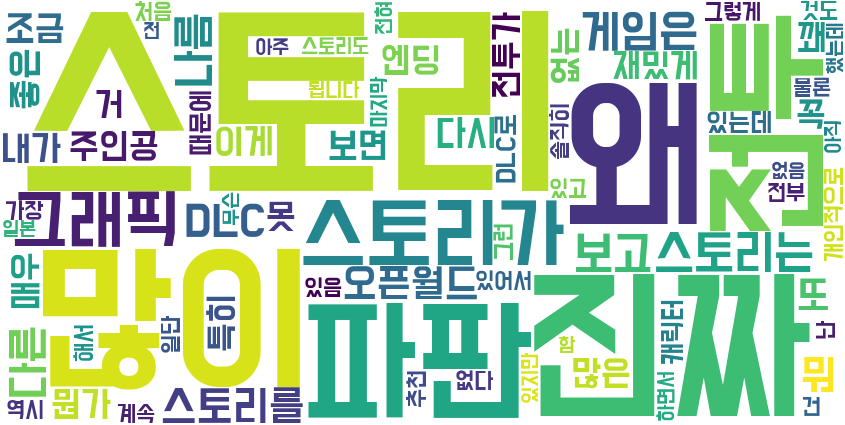 처음
조금
전
나름
좋은
스토리
아주
스토리도
전혀
됩니다
마지막
엔딩
전투가
없는
게임은
재밌게
그렇게
것도
했는데
물론
아직
거
때문에
내가
주인공
이게
보면
다시
DLC로
솔직히
왜
있는데
없음
전부
개인적으로
가장
일본
그래픽
DLC
무슨
못
스토리가
그런
있고
보고
스토리는
매우
많이
특히
있음
오픈월드
있어서
또
난
다른
해서
일단
파판
진짜
추천
없다
있지만
함
많은
캐릭터
하면서
건
역시
뭔가
계속
스토리를